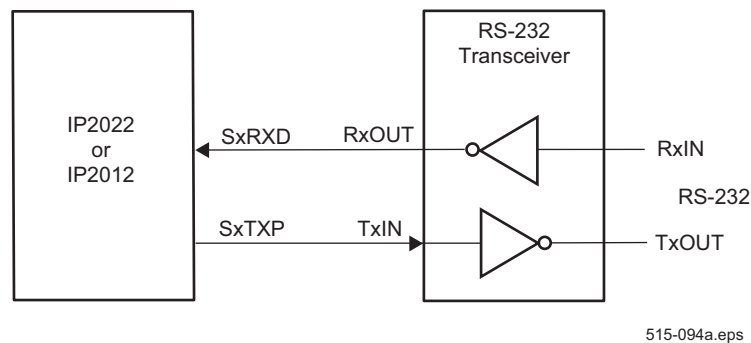 RS-232
Transceiver
IP2022
or
IP2012
SxRXD
RxOUT
RxIN
RS-232
SxTXP
TxIN
TxOUT
515-094a.eps